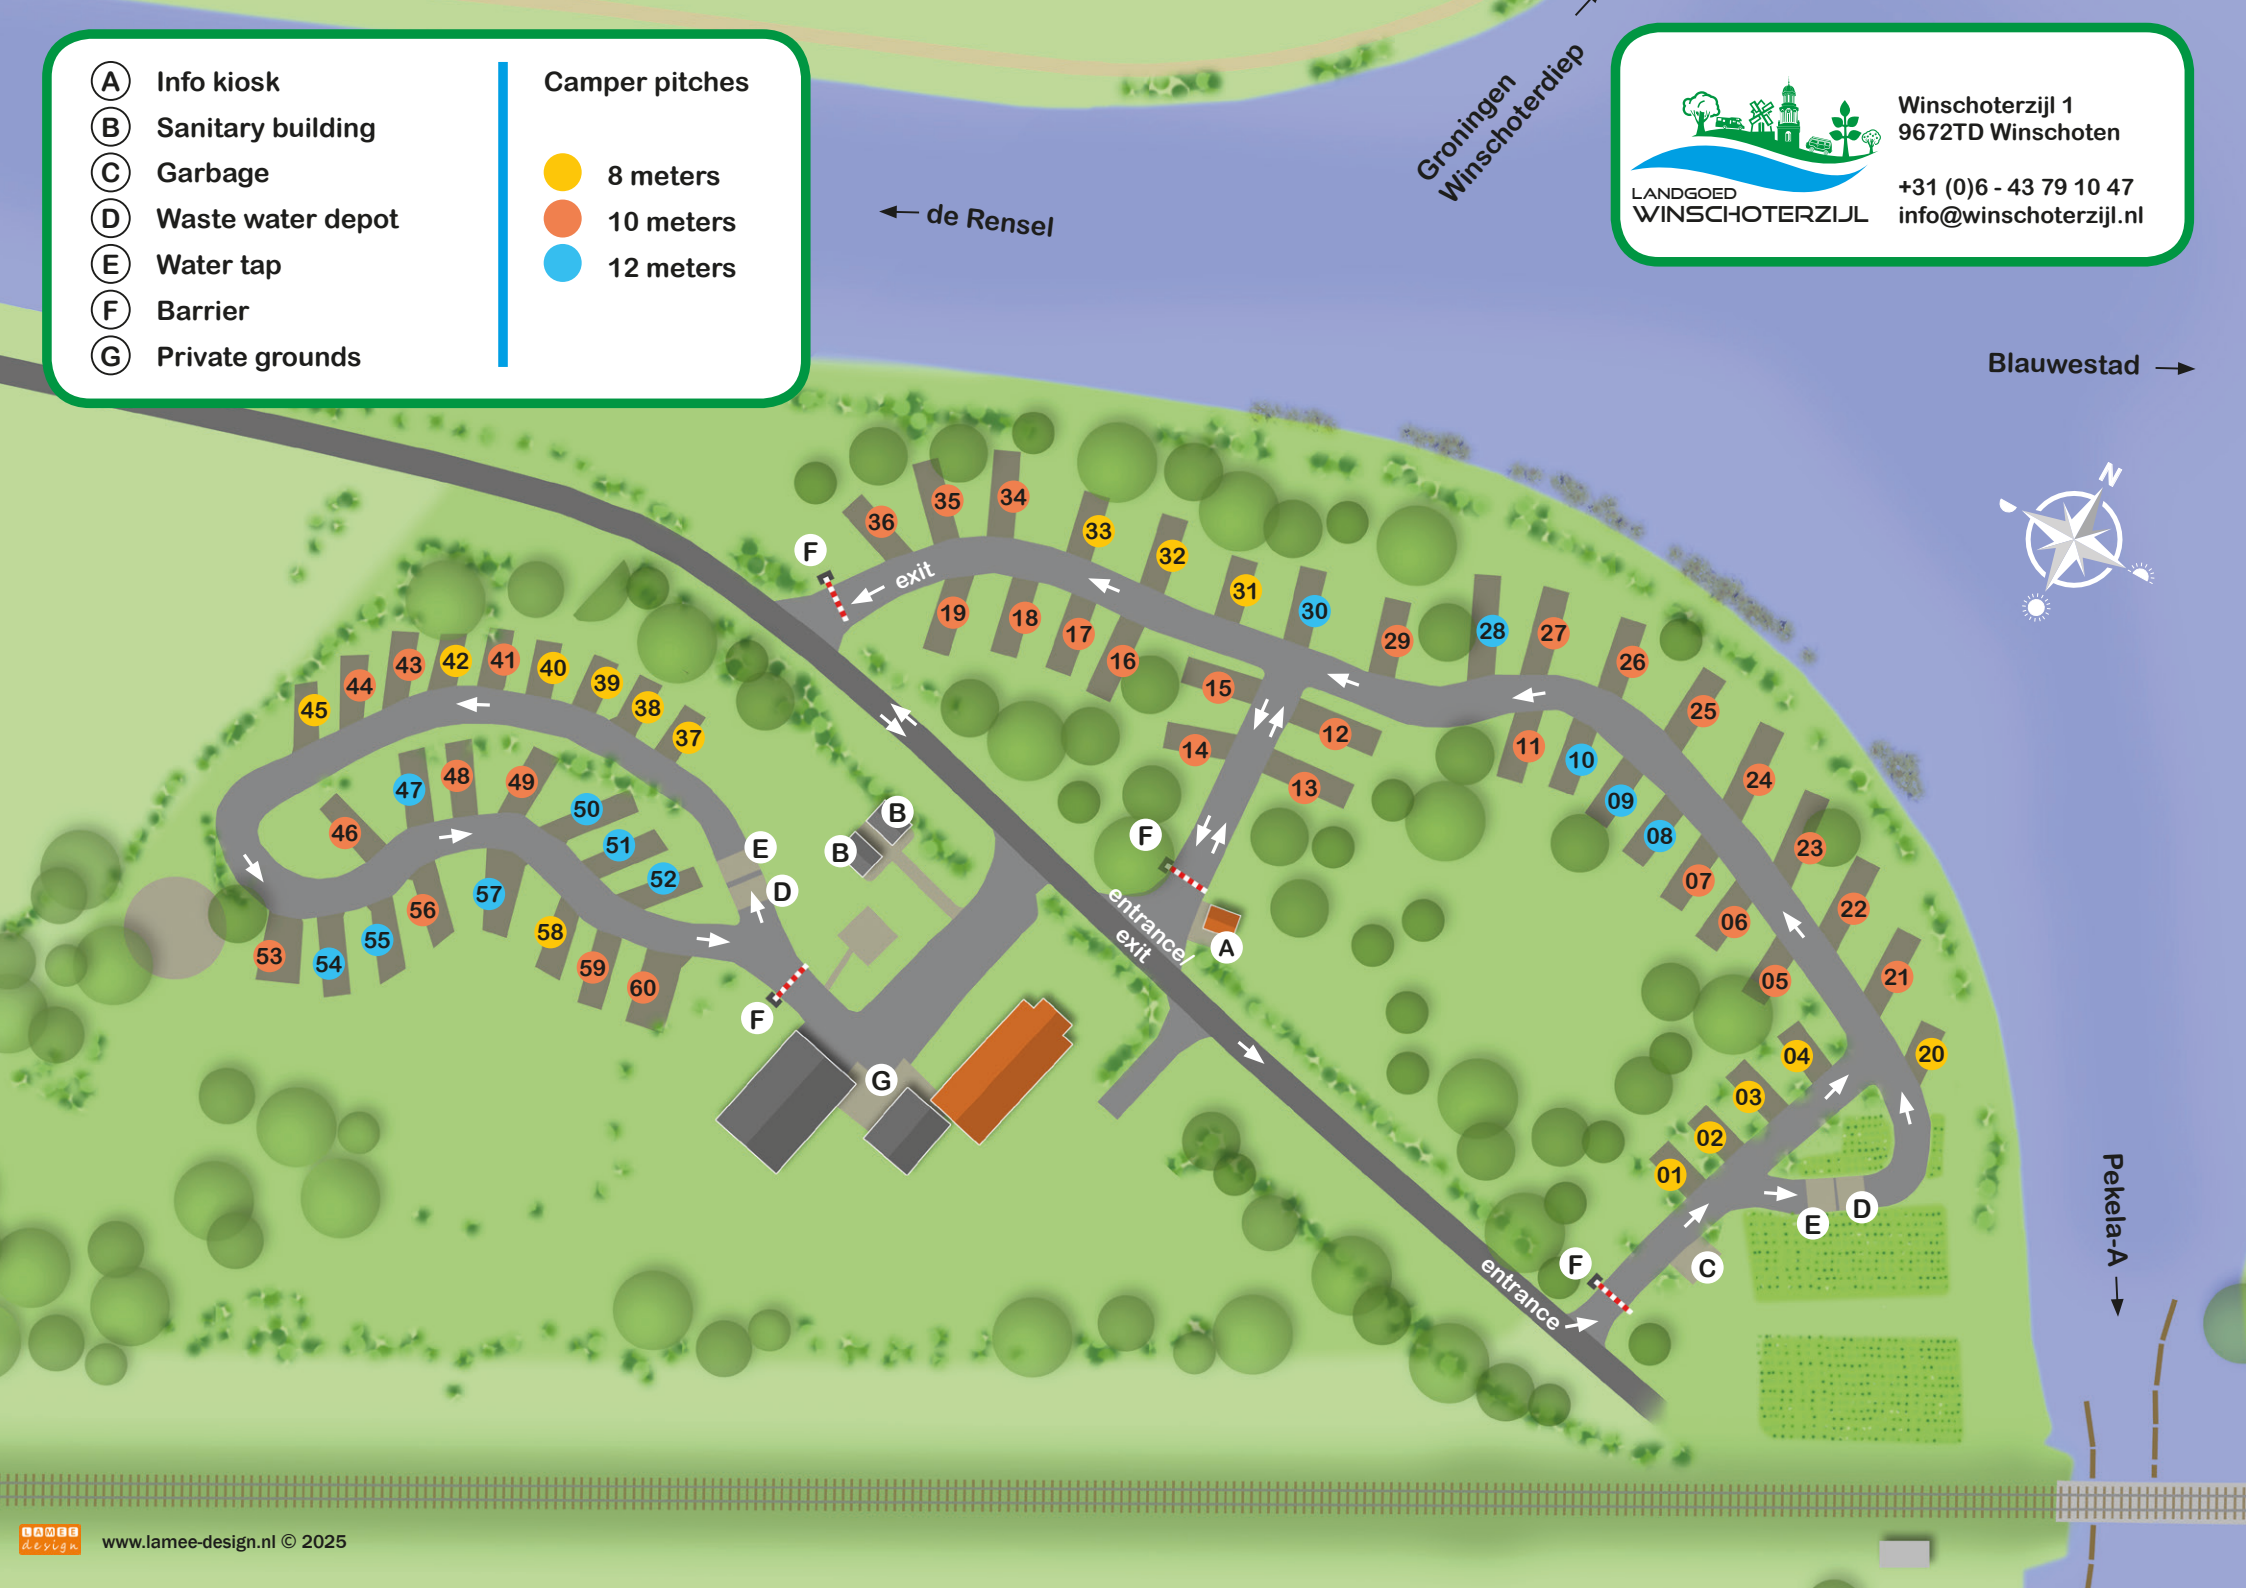 A Info kiosk
B Sanitary building
C Garbage
D Waste water depot
E Water tap
F Barrier
G Private grounds
Camper pitches
8 meters
10 meters
12 meters
Groningen
Winschoterdiep
← de Rensel
LANDGOED
WINSCHOTERZIJL
Winschoterzijl 1
9672TD Winschoten
+31 (0)6 - 43 79 10 47
info@winschoterzijl.nl
Blauwestad →
N
36
35
34
33
32
31
30
29
28
27
26
25
24
23
22
21
20
F
exit
19
18
17
16
15
14
13
12
11
10
09
08
07
06
05
04
03
02
01
45
44
43
42
41
40
39
38
37
46
47
48
49
50
51
52
53
54
55
56
57
58
59
60
E
D
F
B
B
G
F
A
entrance/
exit
entrance
F
C
E
D
Pekela-A
LAMEE
design
www.lamee-design.nl © 2025